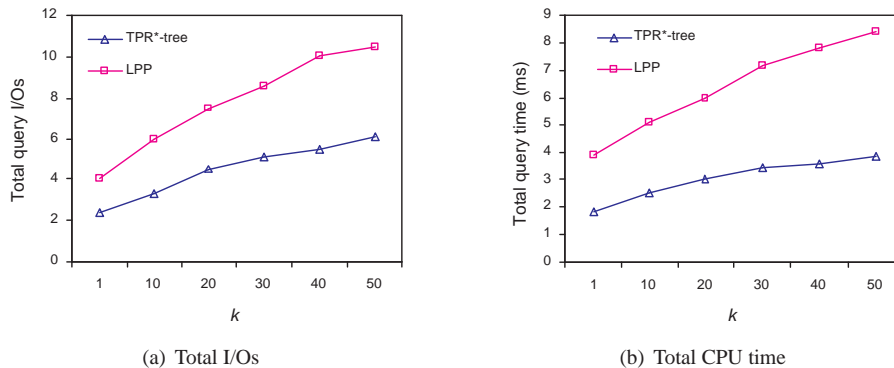 12
10
8
6
4
2
0
Total query I/Os
TPR*-tree
LPP
1 10 20 30 40 50
k
(a) Total I/Os
9
8
7
6
5
4
3
2
1
0
Total query time (ms)
TPR*-tree
LPP
1 10 20 30 40 50
k
(b) Total CPU time